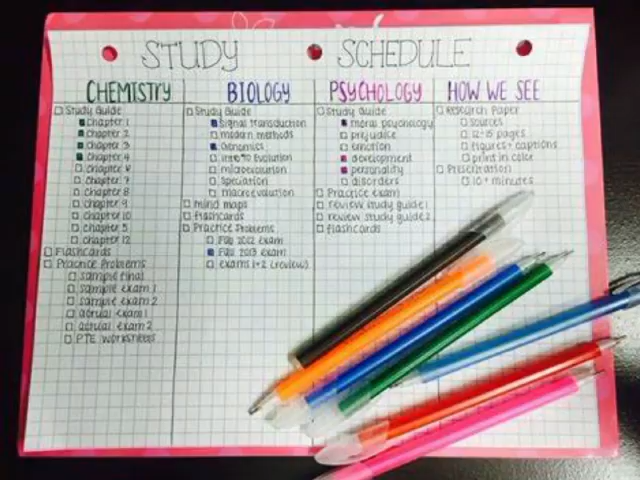 STUDY SCHEDULE
CHEMISTRY
Study Guide
Chapter 1
Chapter 2
Chapter 3
Chapter 4
Chapter
Chapter 7
Chapter 8
Chapter 9
Chapter 10
Chapter 5
Chapter 12
Flashcards
Practice Problems
sample final
sample exam 1
sample exam 2
actual exam 1
actual exam 2
PTE worksheets
BIOLOGY
Study Guide
Signal Transduction
modern methods
Genomics
intro to Evolution
microevolution
speciation
macroevolution
mind maps
flashcards
Practice Problems
Fall 2012 exam
Fall 2013 exam
exams 1+2 (review)
PSYCHOLOGY
Study Guide
moral psychology
prejudice
emotion
development
personality
disorders
Practice exam
review study guide 1
review study guide 2
flashcards
HOW WE SEE
Research Paper
sources
12-15 pages
figures + captions
print in color
Presentation
10+ minutes